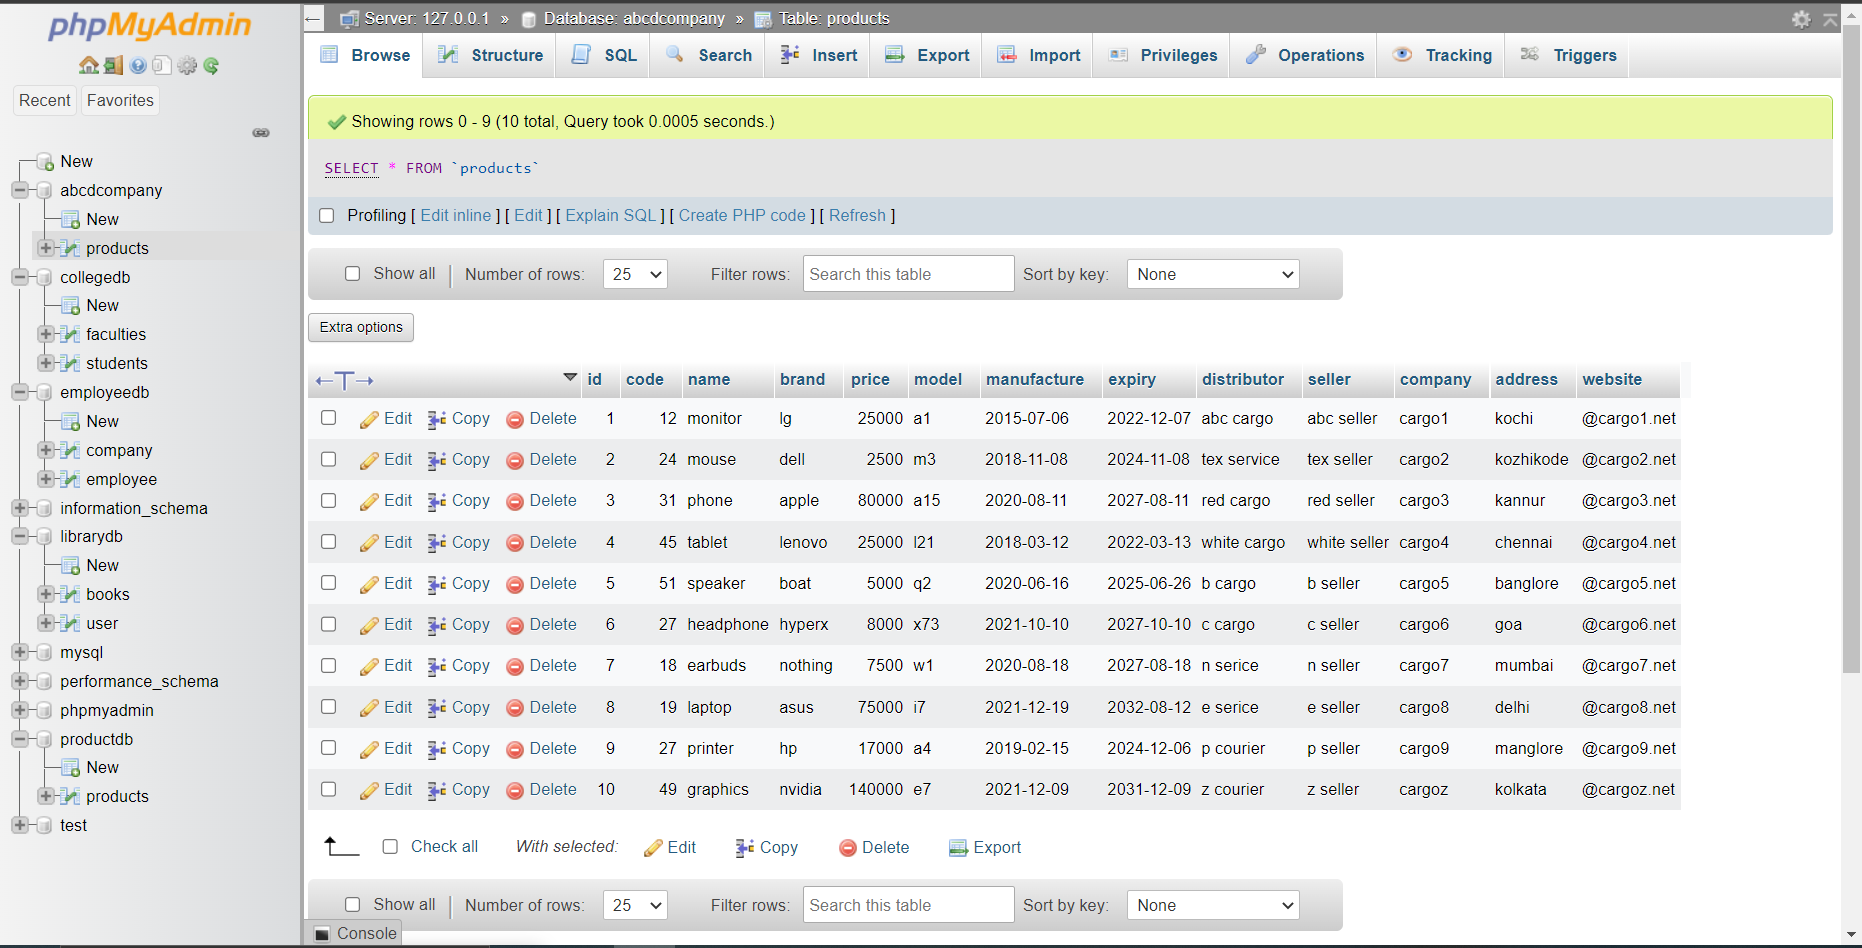 phpMyAdmin
Recent Favorites
New
abcdcompany
New
products
collegedb
New
faculties
students
employeedb
New
company
employee
information_schema
librarydb
New
books
user
mysql
performance_schema
phpmyadmin
productdb
New
products
test
Server: 127.0.0.1 » Database: abcdcompany » Table: products
Browse Structure SQL Search Insert Export Import Privileges Operations Tracking Triggers
Showing rows 0 - 9 (10 total, Query took 0.0005 seconds.)
SELECT * FROM `products`
Profiling [ Edit inline ] [ Edit ] [ Explain SQL ] [ Create PHP code ] [ Refresh ]
Show all Number of rows: 25 Filter rows: Search this table Sort by key: None
Extra options
id code name brand price model manufacture expiry distributor seller company address website
Edit Copy Delete 1 12 monitor lg 25000 a1 2015-07-06 2022-12-07 abc cargo abc seller cargo1 kochi @cargo1.net
Edit Copy Delete 2 24 mouse dell 2500 m3 2018-11-08 2024-11-08 tex service tex seller cargo2 kozhikode @cargo2.net
Edit Copy Delete 3 31 phone apple 80000 a15 2020-08-11 2027-08-11 red cargo red seller cargo3 kannur @cargo3.net
Edit Copy Delete 4 45 tablet lenovo 25000 l21 2018-03-12 2022-03-13 white cargo white seller cargo4 chennai @cargo4.net
Edit Copy Delete 5 51 speaker boat 5000 q2 2020-06-16 2025-06-26 b cargo b seller cargo5 banglore @cargo5.net
Edit Copy Delete 6 27 headphone hyperx 8000 x73 2021-10-10 2027-10-10 c cargo c seller cargo6 goa @cargo6.net
Edit Copy Delete 7 18 earbuds nothing 7500 w1 2020-08-18 2027-08-18 n serice n seller cargo7 mumbai @cargo7.net
Edit Copy Delete 8 19 laptop asus 75000 i7 2021-12-19 2032-08-12 e serice e seller cargo8 delhi @cargo8.net
Edit Copy Delete 9 27 printer hp 17000 a4 2019-02-15 2024-12-06 p courier p seller cargo9 manglore @cargo9.net
Edit Copy Delete 10 49 graphics nvidia 140000 e7 2021-12-09 2031-12-09 z courier z seller cargoz kolkata @cargoz.net
Check all With selected: Edit Copy Delete Export
Show all Number of rows: 25 Filter rows: Search this table Sort by key: None
Console